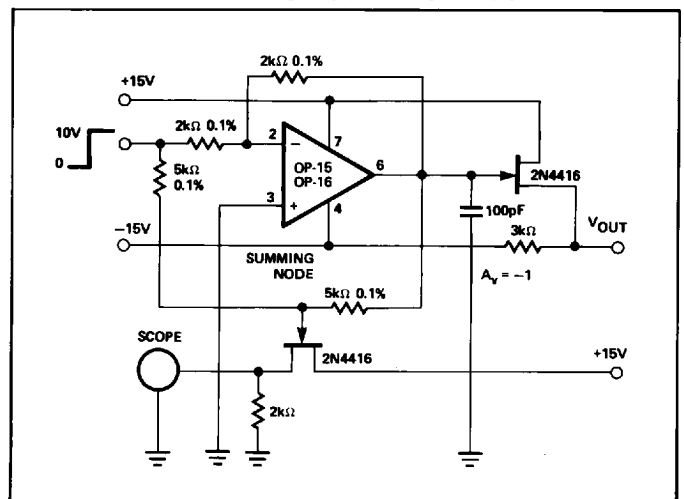 2kΩ 0.1%
+15V
10V
0
2kΩ 0.1%
2
−
7
OP-15
OP-16
6
2N4416
5kΩ
0.1%
3
+
4
100pF
3kΩ
VOUT
−15V
SUMMING
NODE
Av = −1
5kΩ 0.1%
SCOPE
2N4416
+15V
2kΩ